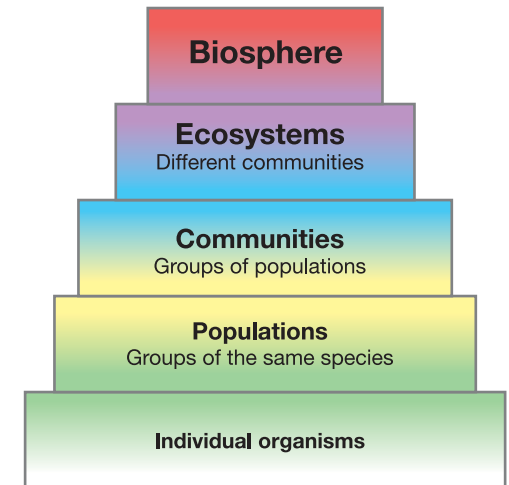 Biosphere
Ecosystems
Different communities
Communities
Groups of populations
Populations
Groups of the same species
Individual organisms